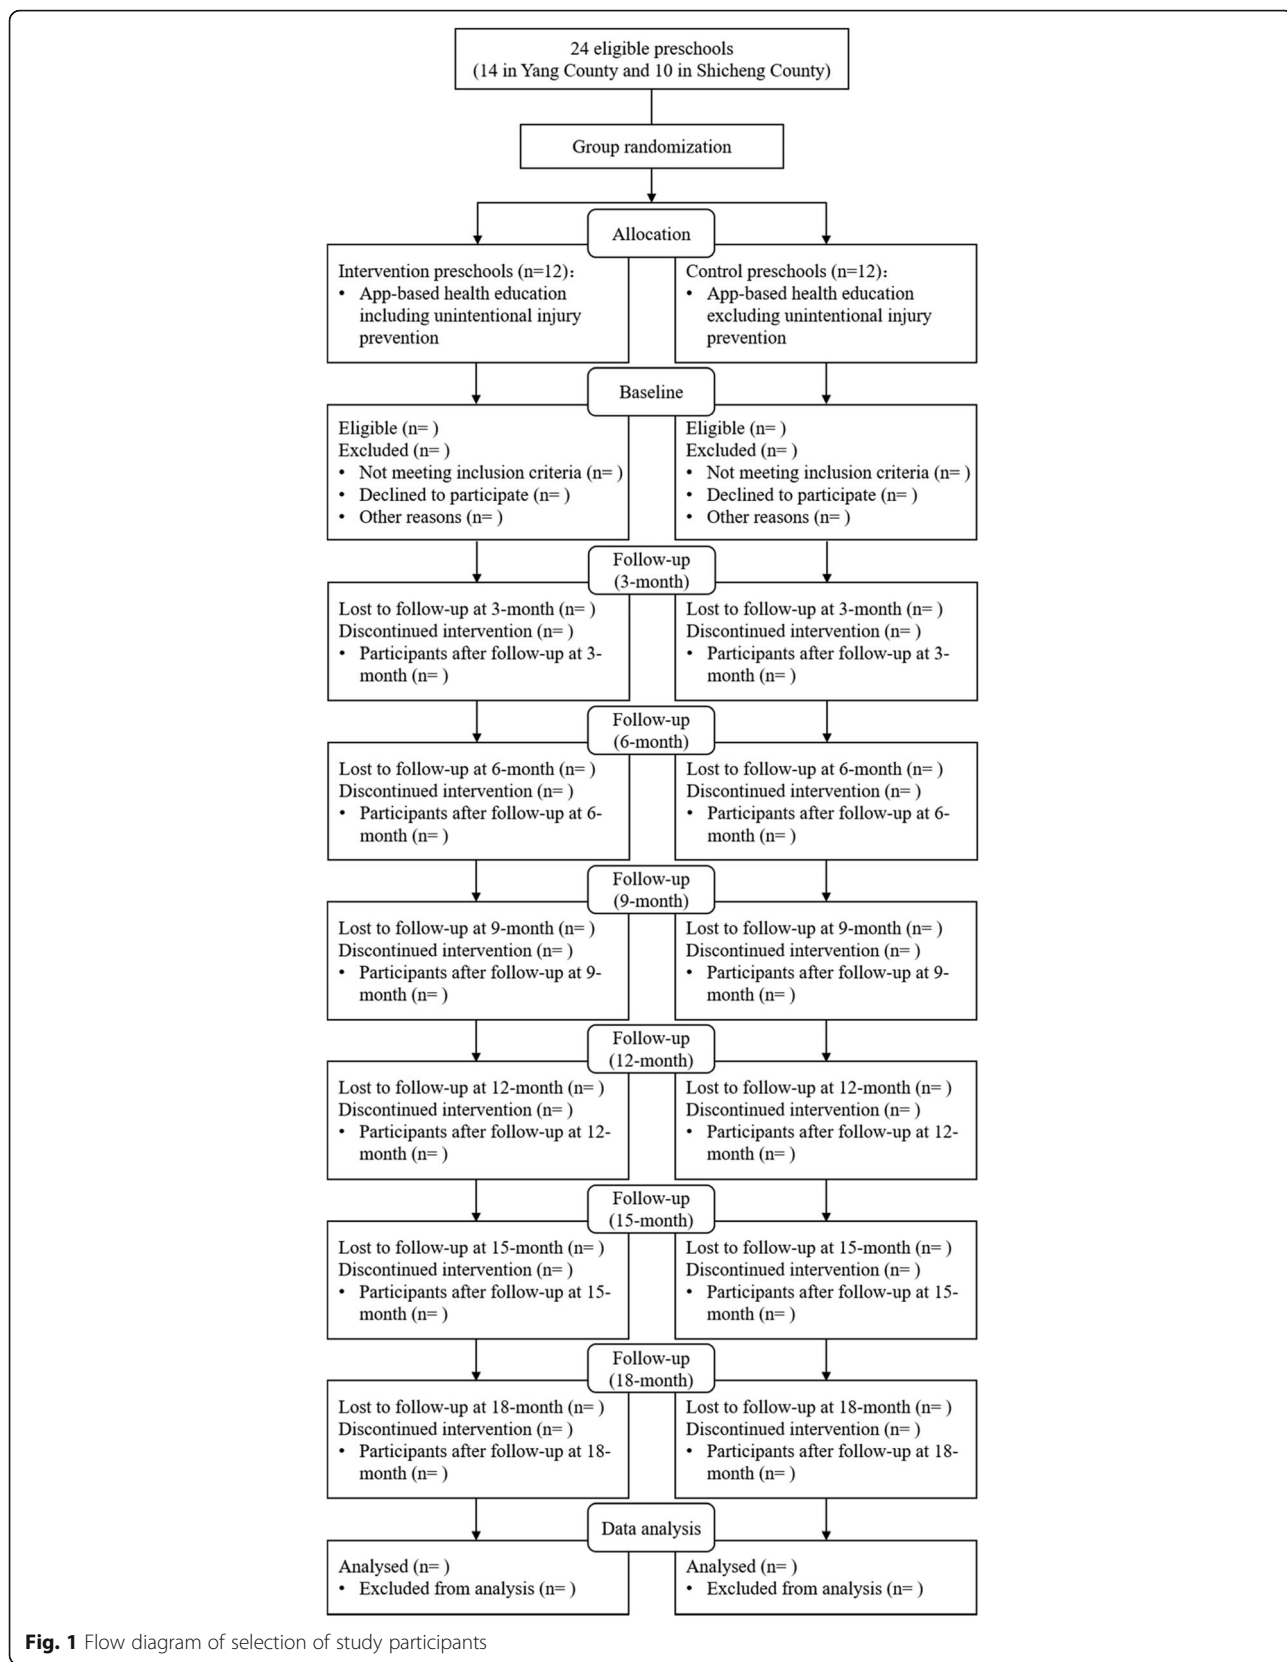 24 eligible preschools
(14 in Yang County and 10 in Shicheng County)
Group randomization
Allocation
Intervention preschools (n=12):
• App-based health education
including unintentional injury
prevention
Control preschools (n=12):
• App-based health education
excluding unintentional injury
prevention
Baseline
Eligible (n= )
Excluded (n= )
• Not meeting inclusion criteria (n= )
• Declined to participate (n= )
• Other reasons (n= )
Eligible (n= )
Excluded (n= )
• Not meeting inclusion criteria (n= )
• Declined to participate (n= )
• Other reasons (n= )
Follow-up
(3-month)
Lost to follow-up at 3-month (n= )
Discontinued intervention (n= )
• Participants after follow-up at 3-
month (n= )
Lost to follow-up at 3-month (n= )
Discontinued intervention (n= )
• Participants after follow-up at 3-
month (n= )
Follow-up
(6-month)
Lost to follow-up at 6-month (n= )
Discontinued intervention (n= )
• Participants after follow-up at 6-
month (n= )
Lost to follow-up at 6-month (n= )
Discontinued intervention (n= )
• Participants after follow-up at 6-
month (n= )
Follow-up
(9-month)
Lost to follow-up at 9-month (n= )
Discontinued intervention (n= )
• Participants after follow-up at 9-
month (n= )
Lost to follow-up at 9-month (n= )
Discontinued intervention (n= )
• Participants after follow-up at 9-
month (n= )
Follow-up
(12-month)
Lost to follow-up at 12-month (n= )
Discontinued intervention (n= )
• Participants after follow-up at 12-
month (n= )
Lost to follow-up at 12-month (n= )
Discontinued intervention (n= )
• Participants after follow-up at 12-
month (n= )
Follow-up
(15-month)
Lost to follow-up at 15-month (n= )
Discontinued intervention (n= )
• Participants after follow-up at 15-
month (n= )
Lost to follow-up at 15-month (n= )
Discontinued intervention (n= )
• Participants after follow-up at 15-
month (n= )
Follow-up
(18-month)
Lost to follow-up at 18-month (n= )
Discontinued intervention (n= )
• Participants after follow-up at 18-
month (n= )
Lost to follow-up at 18-month (n= )
Discontinued intervention (n= )
• Participants after follow-up at 18-
month (n= )
Data analysis
Analysed (n= )
• Excluded from analysis (n= )
Analysed (n= )
• Excluded from analysis (n= )
Fig. 1 Flow diagram of selection of study participants